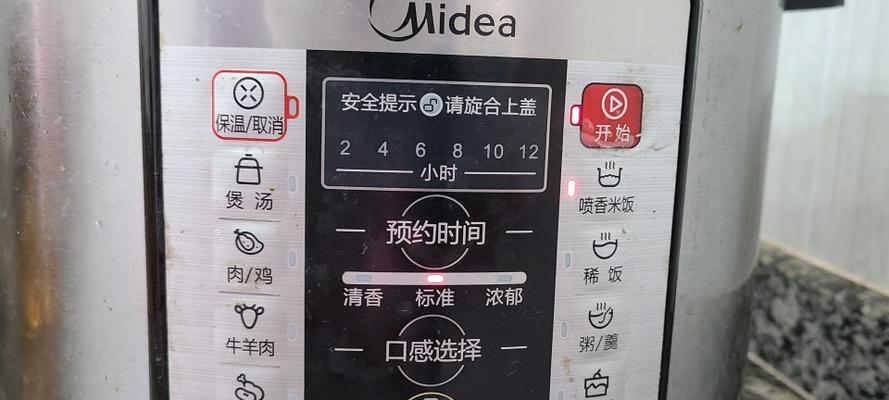 Midea
安全提示 请旋合上盖
2 4 6 8 10 12
小时
预约时间
清香 标准 浓郁
口感选择
保温/取消
煲汤
肉/鸡
牛羊肉
开始
喷香米饭
稀饭
粥/羹